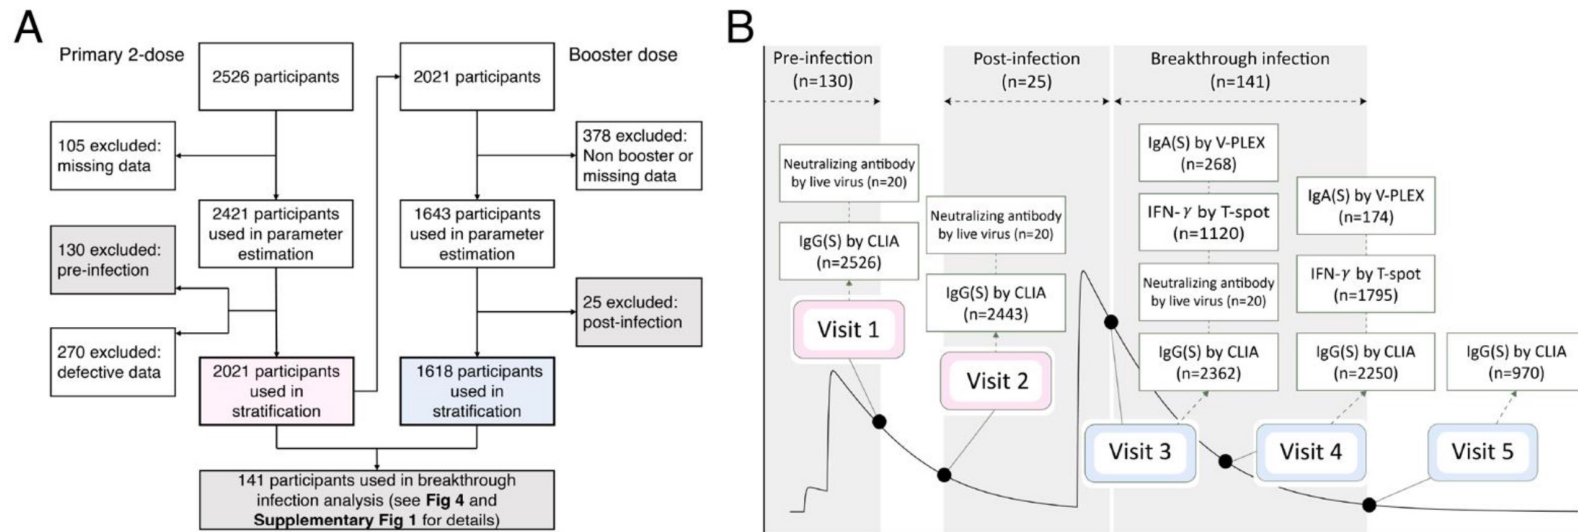 A
Primary 2-dose
Booster dose
2526 participants
2021 participants
105 excluded:
missing data
378 excluded:
Non booster or
missing data
2421 participants
used in parameter
estimation
1643 participants
used in parameter
estimation
130 excluded:
pre-infection
25 excluded:
post-infection
270 excluded:
defective data
2021 participants
used in
stratification
1618 participants
used in
stratification
141 participants used in breakthrough
infection analysis (see Fig 4 and
Supplementary Fig 1 for details)
B
Pre-infection
(n=130)
Post-infection
(n=25)
Breakthrough infection
(n=141)
Neutralizing antibody
by live virus (n=20)
IgG(S) by CLIA
(n=2526)
Visit 1
Neutralizing antibody
by live virus (n=20)
IgG(S) by CLIA
(n=2443)
Visit 2
IgA(S) by V-PLEX
(n=268)
IFN-γ by T-spot
(n=1120)
Neutralizing antibody
by live virus (n=20)
IgG(S) by CLIA
(n=2362)
Visit 3
IgA(S) by V-PLEX
(n=174)
IFN-γ by T-spot
(n=1795)
IgG(S) by CLIA
(n=2250)
Visit 4
IgG(S) by CLIA
(n=970)
Visit 5